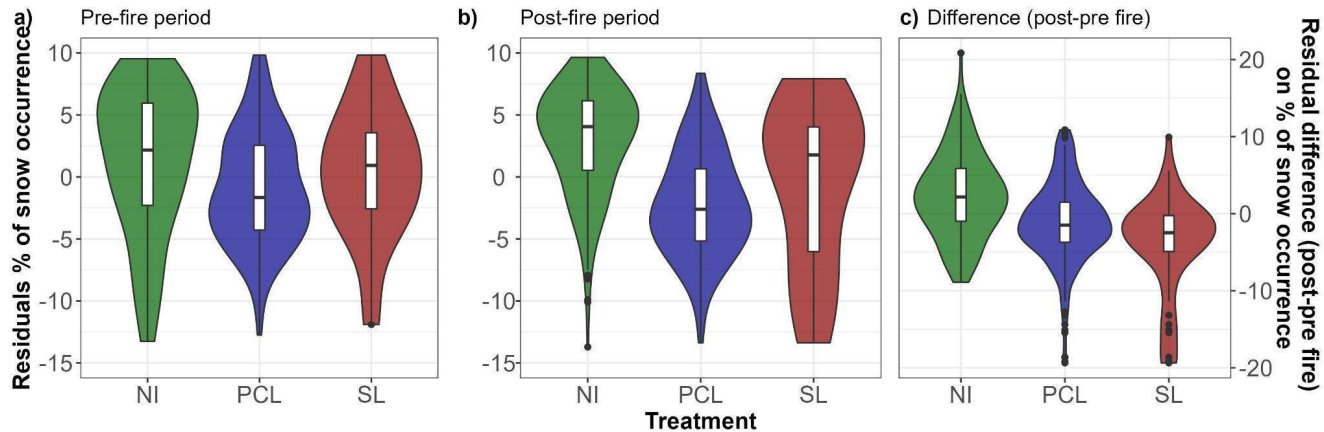 a) Pre-fire period
b) Post-fire period
c) Difference (post-pre fire)
Residuals % of snow occurrence
10
5
0
-5
-10
-15
NI PCL SL
10
5
0
-5
-10
-15
NI PCL SL
20
10
0
-10
-20
NI PCL SL
Residual difference (post-pre fire)
on % of snow occurrence
Treatment